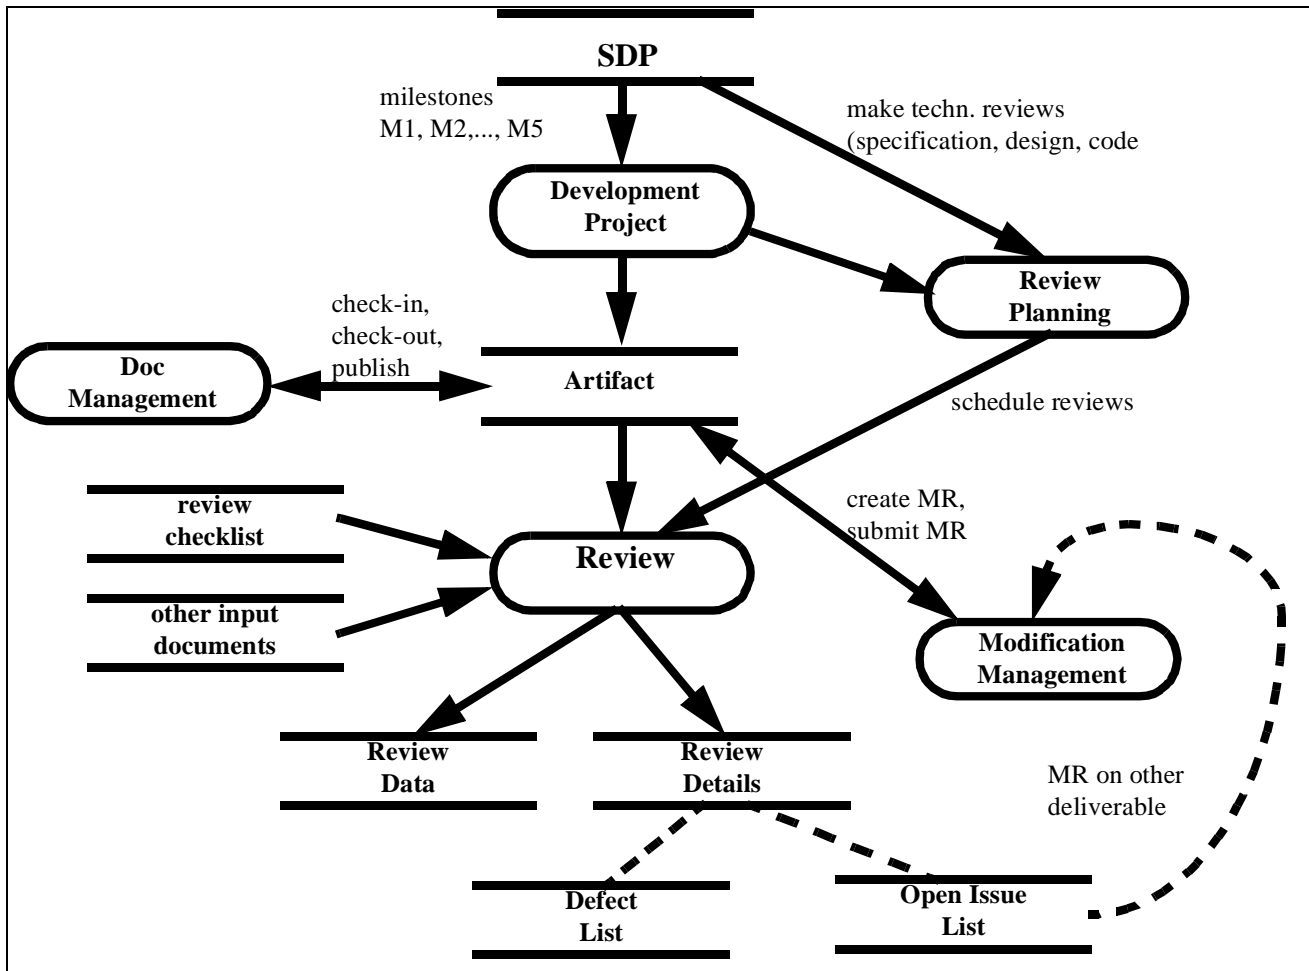 SDP
milestones
M1, M2,..., M5
make techn. reviews
(specification, design, code
Development
Project
Review
Planning
check-in,
check-out,
publish
Doc
Management
Artifact
schedule reviews
review
checklist
create MR,
submit MR
Review
other input
documents
Modification
Management
Review
Data
Review
Details
MR on other
deliverable
Defect
List
Open Issue
List